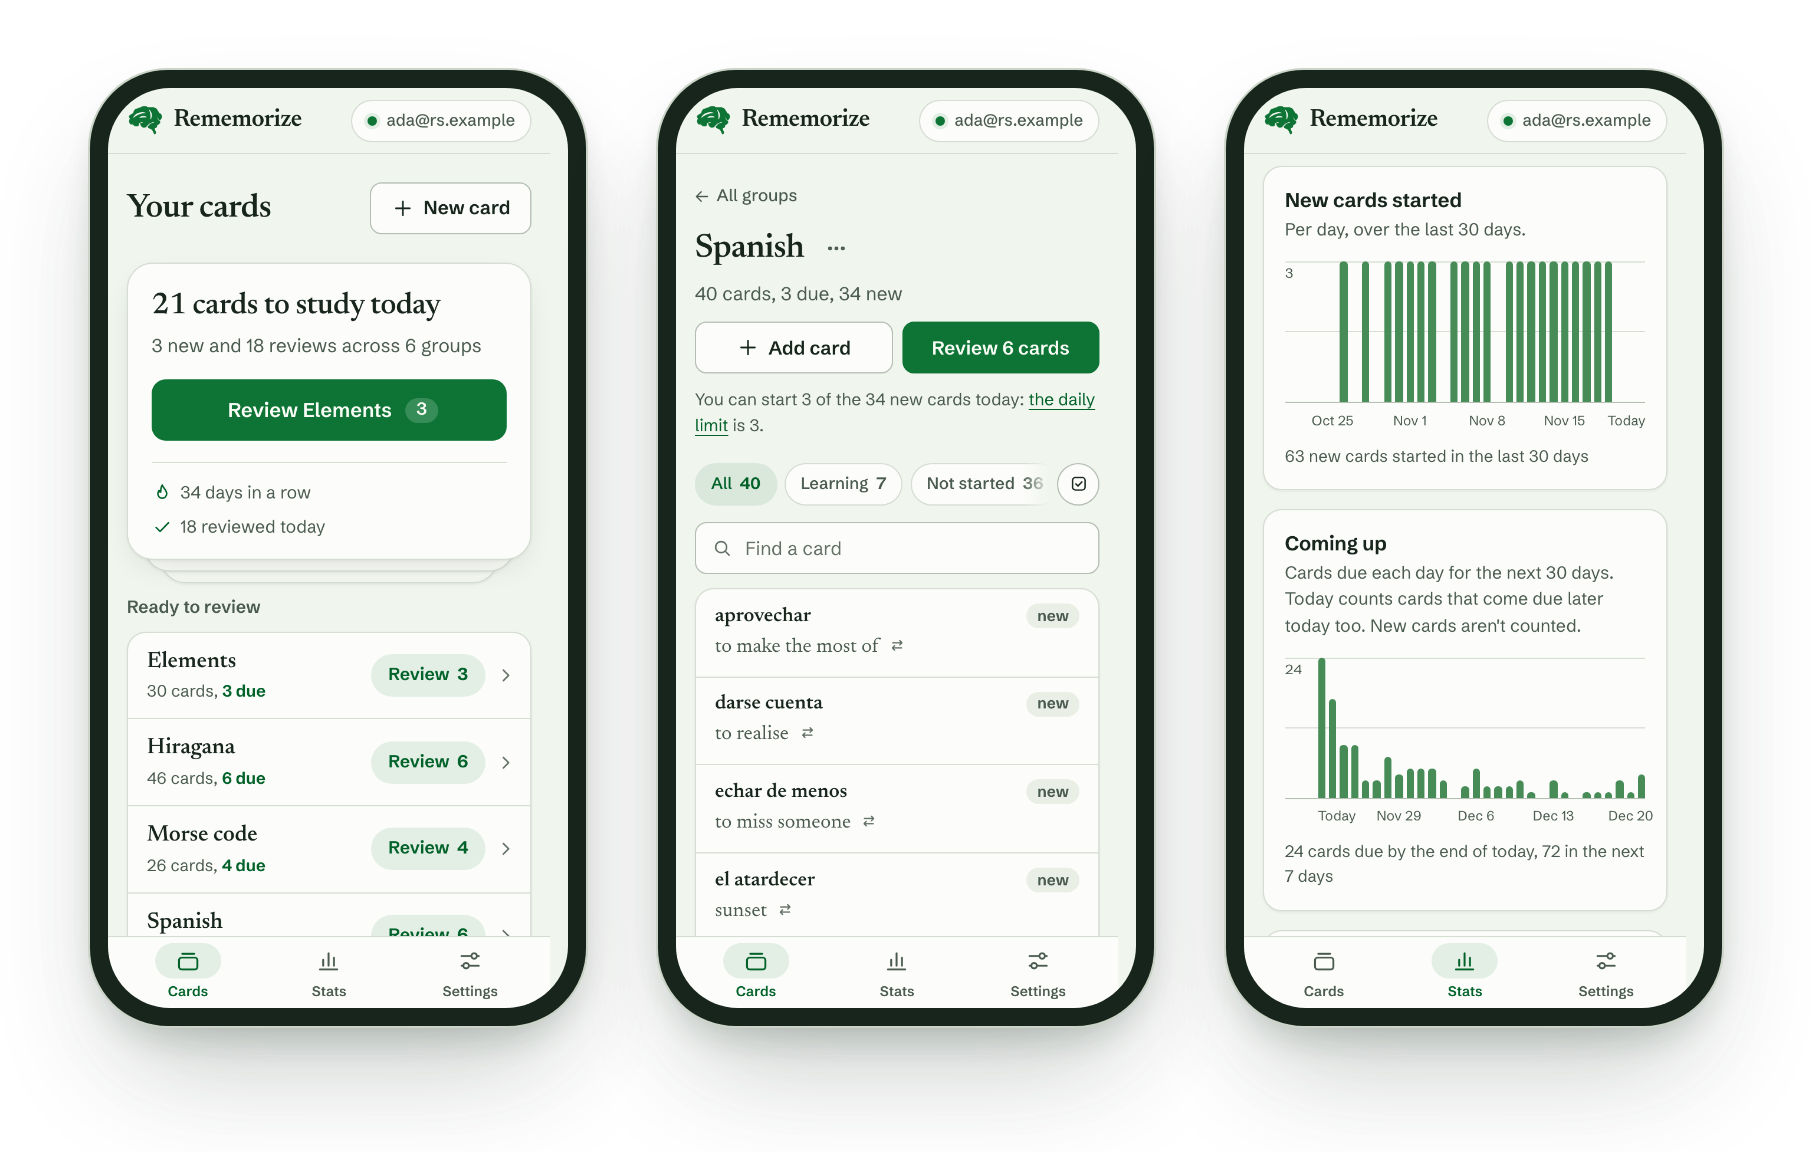 Rememorize
ada@rs.example
Your cards
+ New card
21 cards to study today
3 new and 18 reviews across 6 groups
Review Elements 3
34 days in a row
18 reviewed today
Ready to review
Elements
30 cards, 3 due
Review 3
Hiragana
46 cards, 6 due
Review 6
Morse code
26 cards, 4 due
Review 4
Spanish
Review 6
Cards
Stats
Settings
Rememorize
ada@rs.example
← All groups
Spanish ...
40 cards, 3 due, 34 new
+ Add card
Review 6 cards
You can start 3 of the 34 new cards today: the daily
limit is 3.
All 40
Learning 7
Not started 36
Find a card
aprovechar
new
to make the most of
darse cuenta
new
to realise
echar de menos
new
to miss someone
el atardecer
new
sunset
Cards
Stats
Settings
Rememorize
ada@rs.example
New cards started
Per day, over the last 30 days.
3
Oct 25 Nov 1 Nov 8 Nov 15 Today
63 new cards started in the last 30 days
Coming up
Cards due each day for the next 30 days.
Today counts cards that come due later
today too. New cards aren't counted.
24
Today Nov 29 Dec 6 Dec 13 Dec 20
24 cards due by the end of today, 72 in the next
7 days
Cards
Stats
Settings